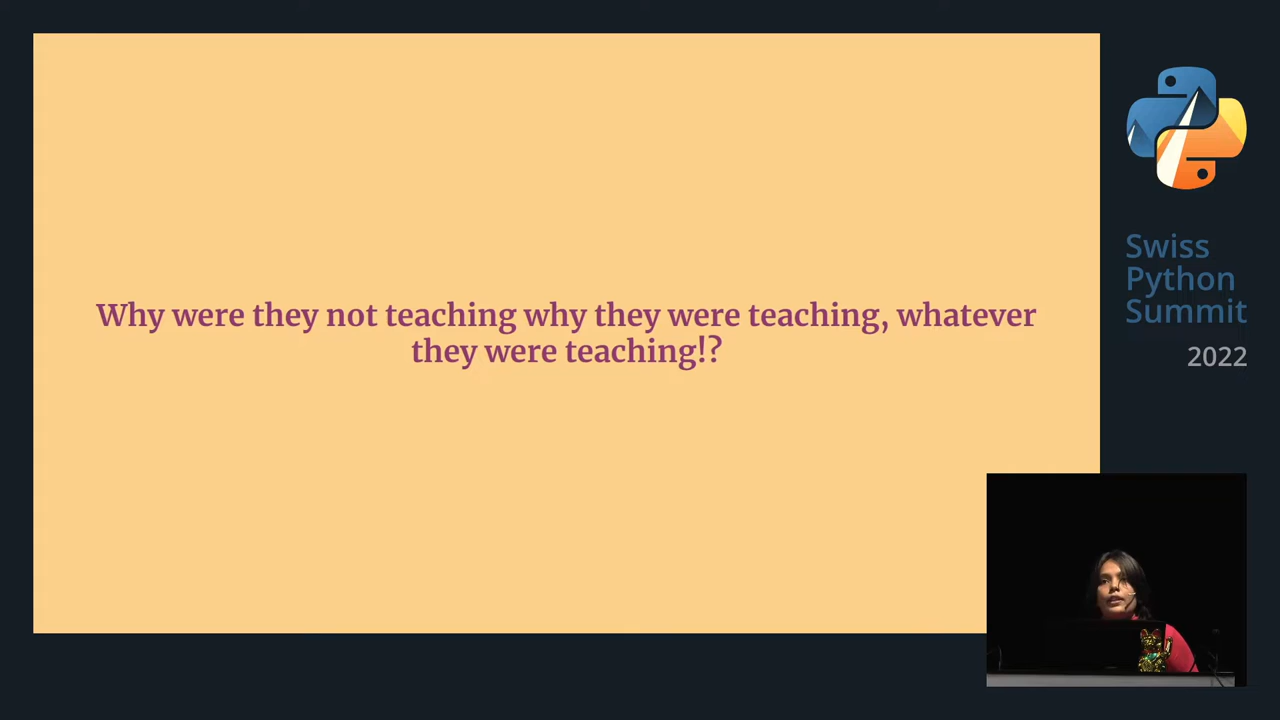 Why were they not teaching why they were teaching, whatever
they were teaching!?
Swiss
Python
Summit
2022